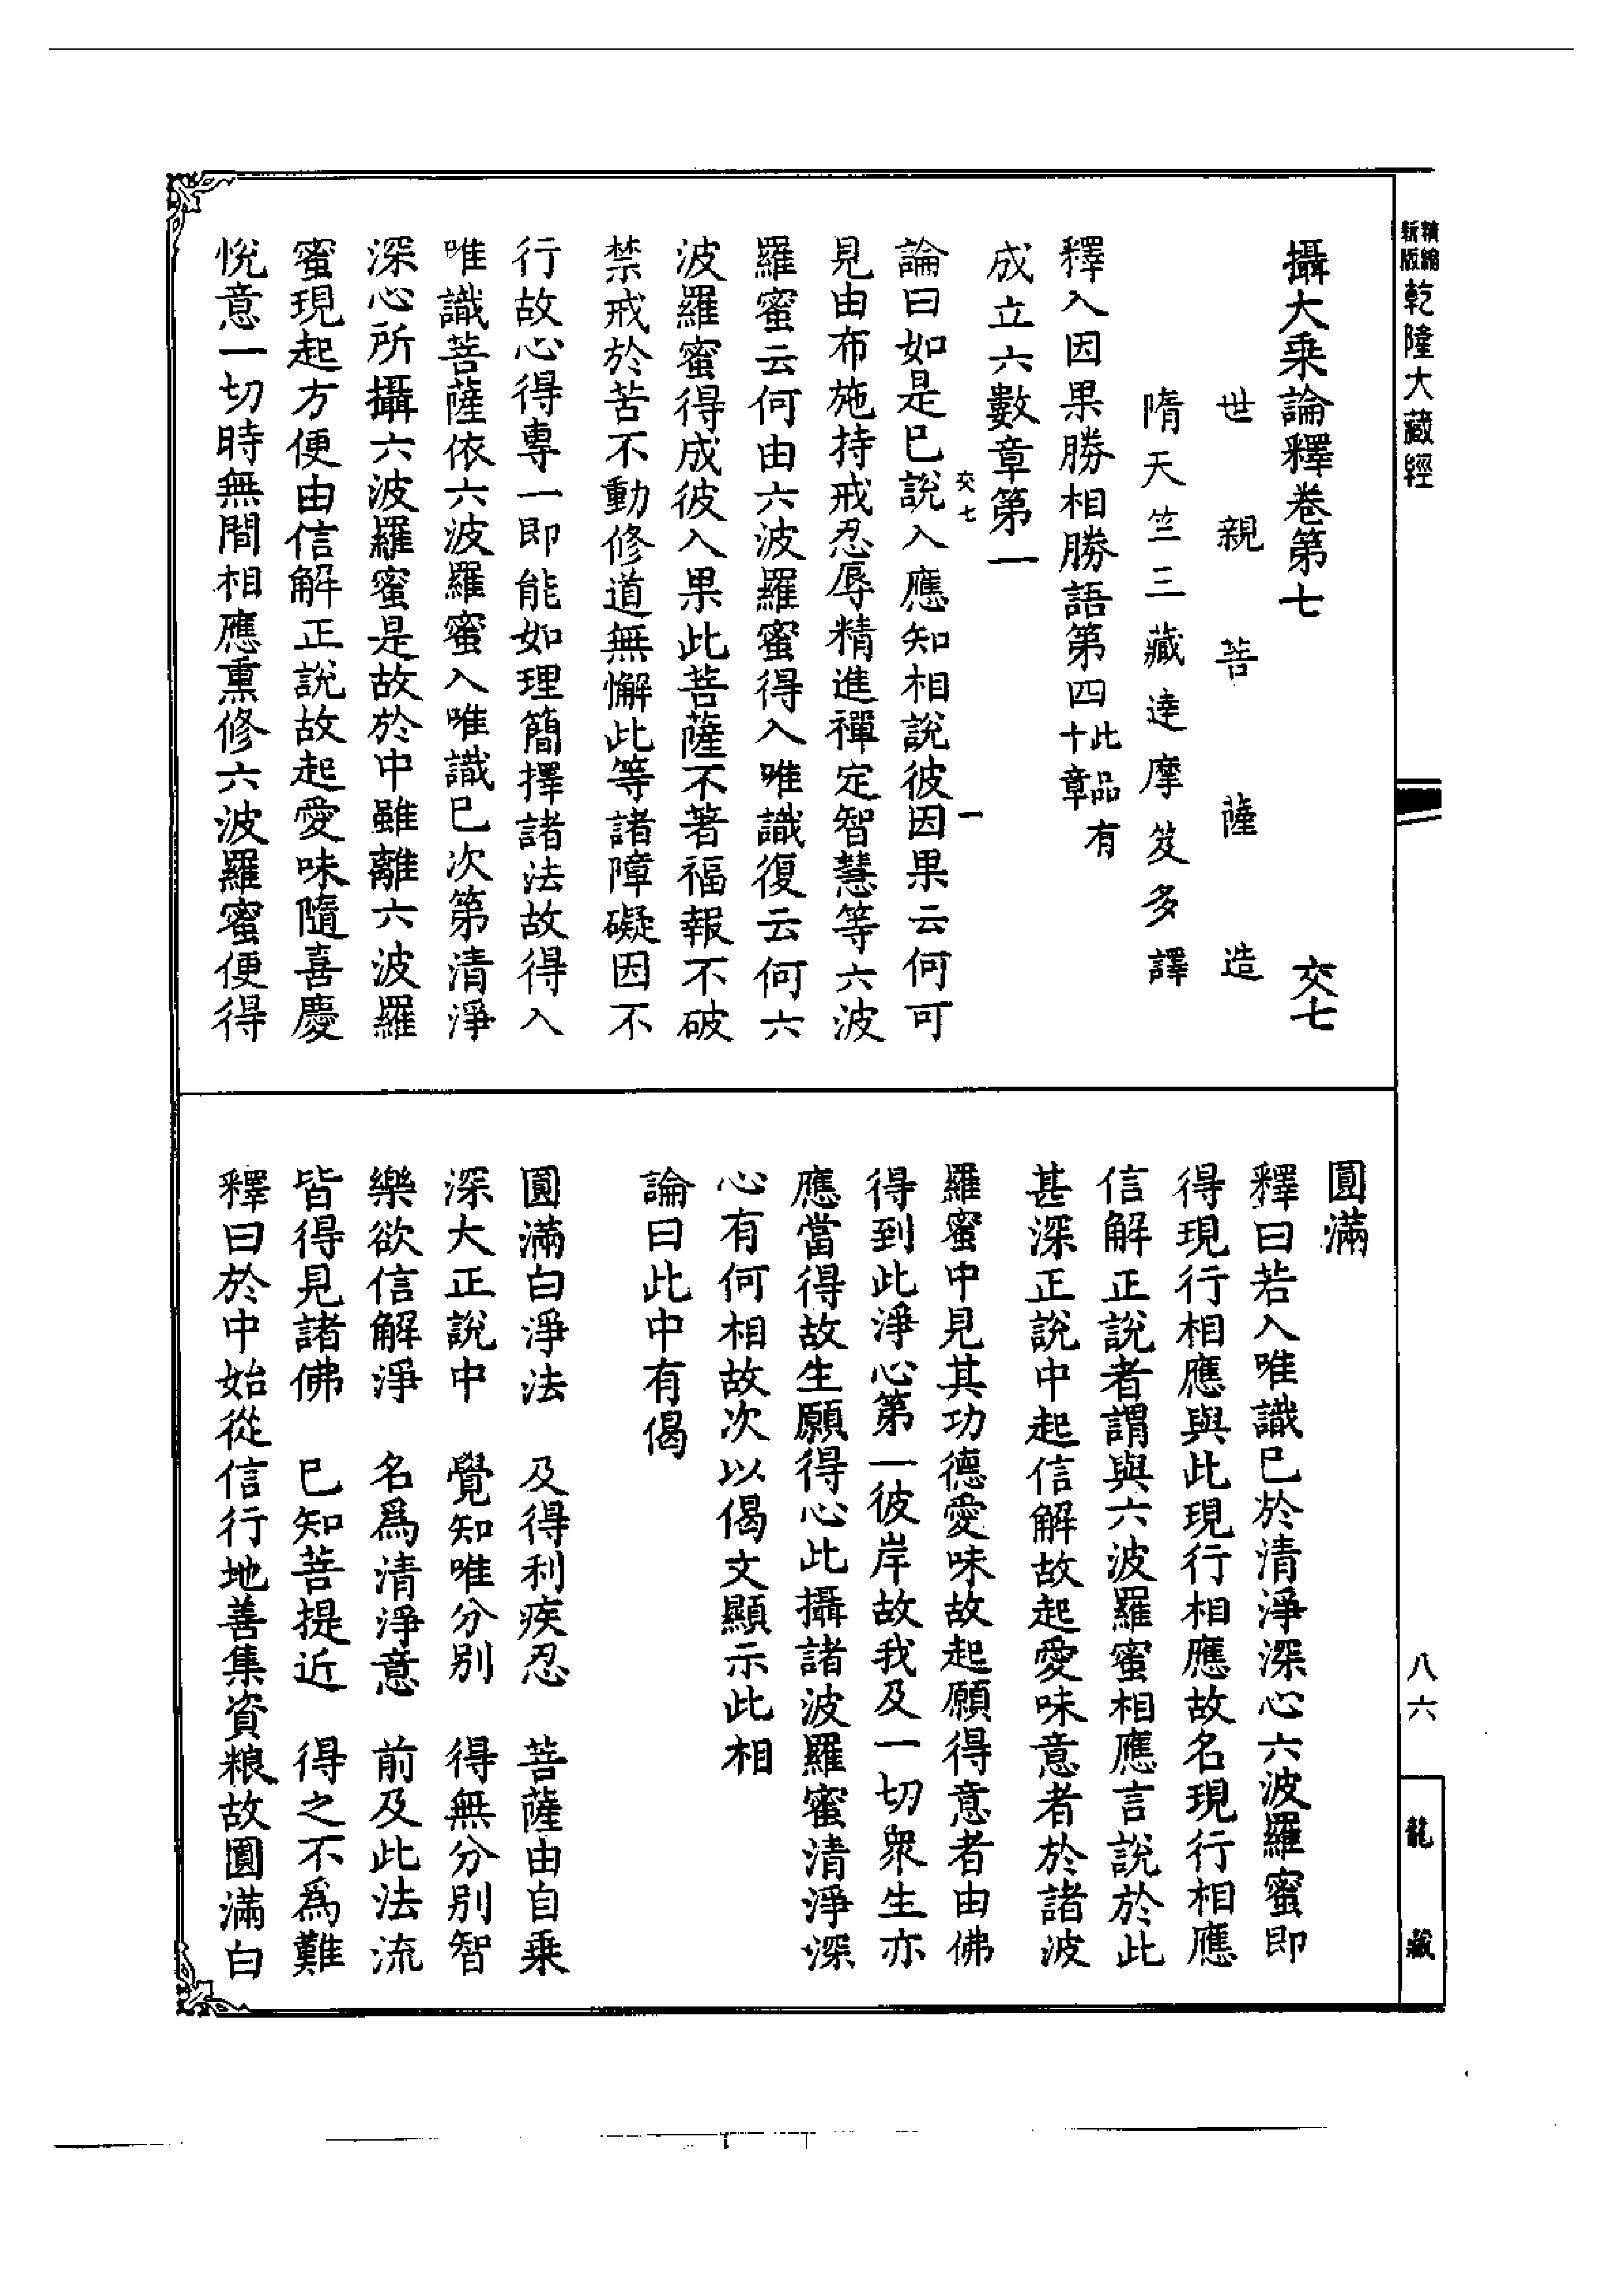 精縮新版乾隆大藏經
攝大乘論釋卷第七 交七
世親菩薩造
隋天竺三藏達摩笈多譯
釋入因果勝相勝語第四此品有十章
成立六數章第一
交七 一
論曰如是已說入應知相說彼因果云何可
見由布施持戒忍辱精進禪定智慧等六波
羅蜜云何由六波羅蜜得入唯識復云何六
波羅蜜得成彼入果此菩薩不著福報不破
禁戒於苦不動修道無懈此等諸障礙因不
行故心得專一即能如理簡擇諸法故得入
唯識菩薩依六波羅蜜入唯識已次第清淨
深心所攝六波羅蜜是故於中雖離六波羅
蜜現起方便由信解正說故起愛味隨喜慶
悅意一切時無間相應熏修六波羅蜜便得
圓滿
釋曰若入唯識已於清淨深心六波羅蜜即
得現行相應與此現行相應故名現行相應
信解正說者謂與六波羅蜜相應言說於此
甚深正說中起信解故起愛味意者於諸波
羅蜜中見其功德愛味故起願得意者由佛
得到此淨心第一彼岸故我及一切眾生亦
應當得故生願得心此攝諸波羅蜜清淨深
心有何相故次以偈文顯示此相
論曰此中有偈
圓滿白淨法 及得利疾忍 菩薩由自乘
深大正說中 覺知唯分別 得無分別智
樂欲信解淨 名爲清淨意 前及此法流
皆得見諸佛 已知菩提近 得之不爲難
釋曰於中始從信行地善集資粮故圓滿白
八六
龍藏